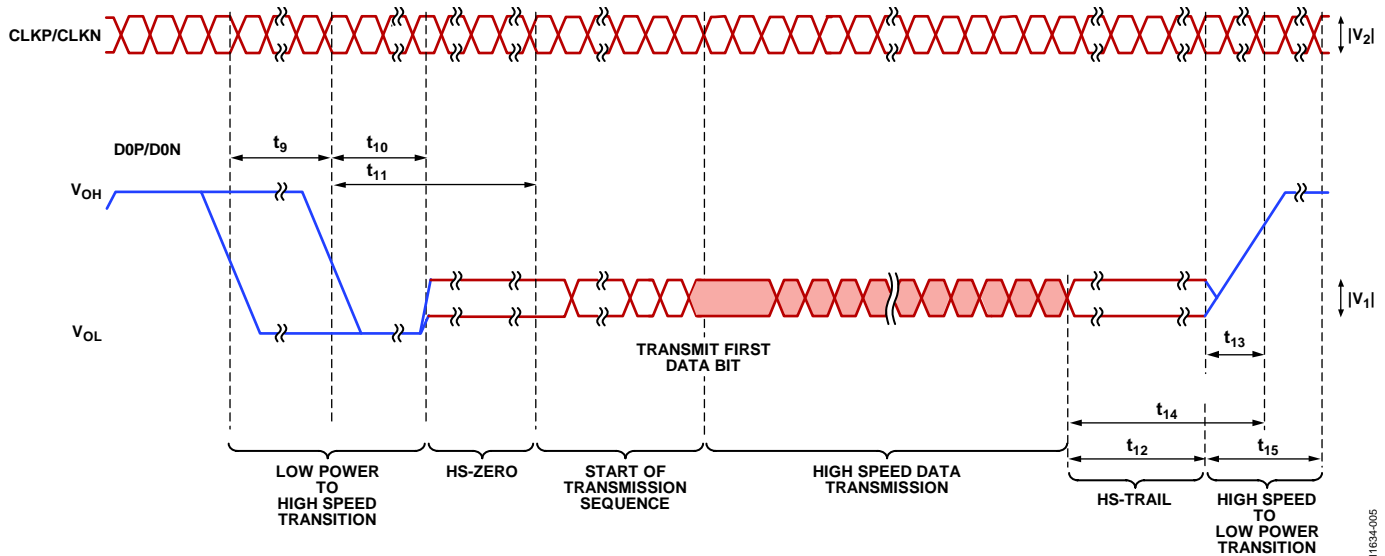 CLKP/CLKN
|V2|
D0P/D0N
t9
t10
t11
VOH
VOL
|V1|
TRANSMIT FIRST
DATA BIT
t13
t14
t12
t15
LOW POWER
TO
HIGH SPEED
TRANSITION
HS-ZERO
START OF
TRANSMISSION
SEQUENCE
HIGH SPEED DATA
TRANSMISSION
HS-TRAIL
HIGH SPEED
TO
LOW POWER
TRANSITION
11634-005